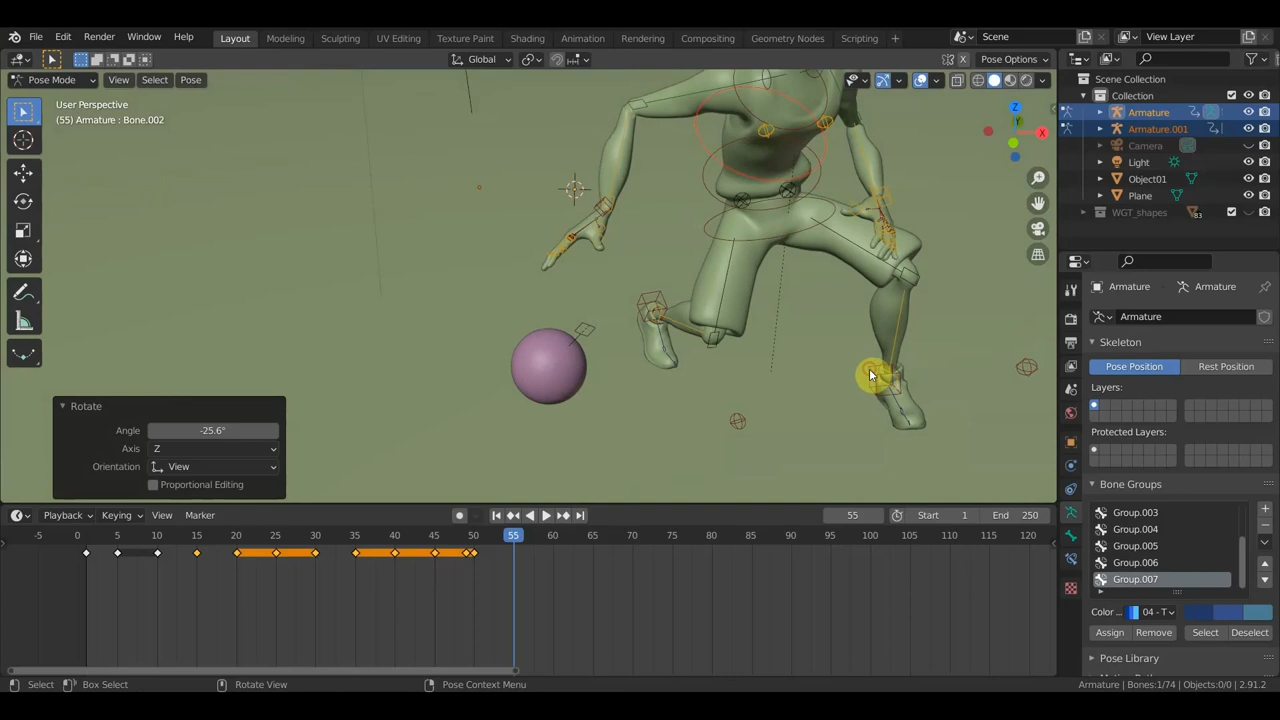 File Edit Render Window Help Layout Modeling Sculpting UV Editing Texture Paint Shading Animation Rendering Compositing Geometry Nodes Scripting + Scene View Layer
Global
Pose Mode View Select Pose Pose Options
User Perspective
(55) Armature : Bone.002
Z
Y
X
Scene Collection
Collection
Armature
Armature.001
Camera
Light
Object01
Plane
WGT_shapes 83
Armature Armature
Armature
Skeleton
Pose Position Rest Position
Layers:
Protected Layers:
Bone Groups
Group.003
Group.004
Group.005
Group.006
Group.007
Color ... 04 - T
Assign Remove Select Deselect
Pose Library
Rotate
Angle -25.6°
Axis Z
Orientation View
Proportional Editing
Playback Keying View Marker 55 Start 1 End 250
-5 0 5 10 15 20 25 30 35 40 45 50 55 60 65 70 75 80 85 90 95 100 105 110 115 120
Select Box Select Rotate View Pose Context Menu Armature | Bones:1/74 | Objects:0/0 | 2.91.2